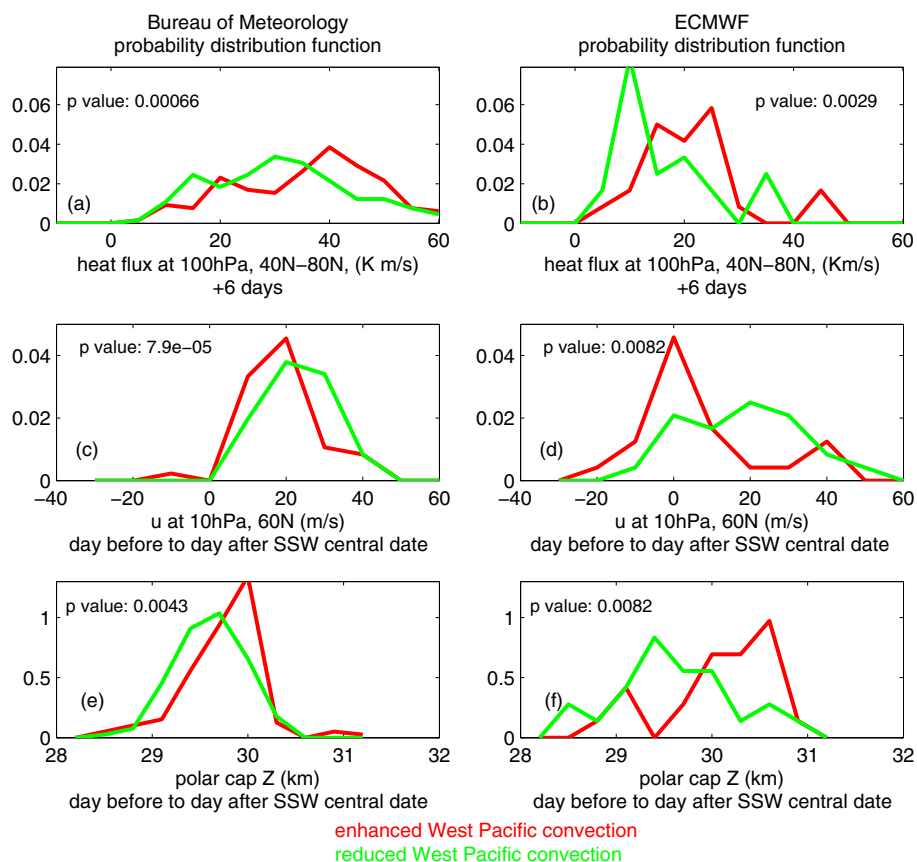 Bureau of Meteorology
probability distribution function
ECMWF
probability distribution function
p value: 0.00066
0.06
0.04
0.02
0
(a)
0 20 40 60
heat flux at 100hPa, 40N−80N, (K m/s)
+6 days
p value: 0.0029
0.06
0.04
0.02
0
(b)
0 20 40 60
heat flux at 100hPa, 40N−80N, (Km/s)
+6 days
p value: 7.9e−05
0.04
0.02
0
(c)
−40 −20 0 20 40 60
u at 10hPa, 60N (m/s)
day before to day after SSW central date
p value: 0.0082
0.04
0.02
0
(d)
−40 −20 0 20 40 60
u at 10hPa, 60N (m/s)
day before to day after SSW central date
p value: 0.0043
1
0.5
0
(e)
28 29 30 31 32
polar cap Z (km)
day before to day after SSW central date
p value: 0.0082
1
0.5
0
(f)
28 29 30 31 32
polar cap Z (km)
day before to day after SSW central date
enhanced West Pacific convection
reduced West Pacific convection